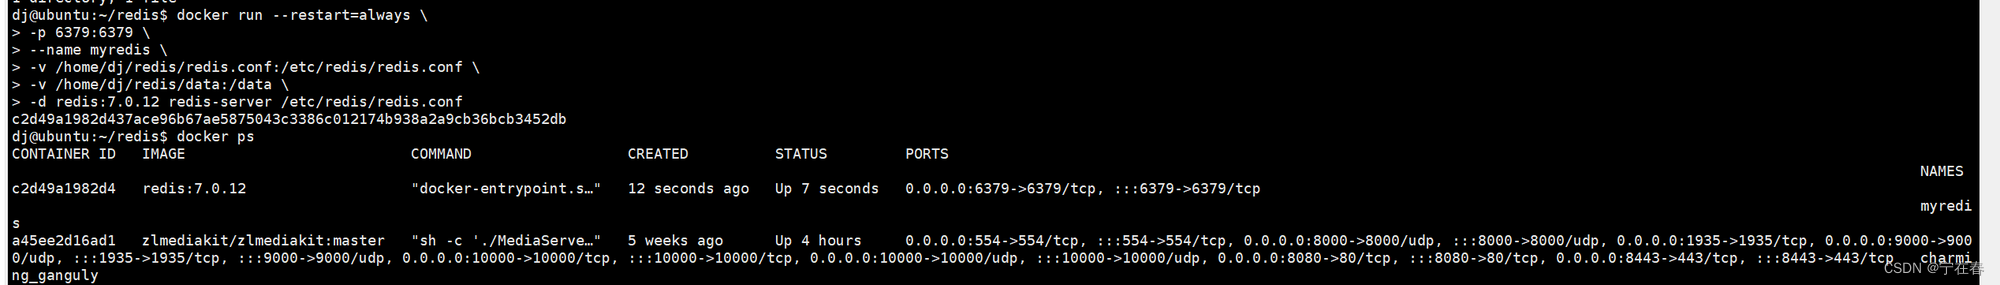 dj@ubuntu:~/redis$ docker run --restart=always \
> -p 6379:6379 \
> --name myredis \
> -v /home/dj/redis/redis.conf:/etc/redis/redis.conf \
> -v /home/dj/redis/data:/data \
> -d redis:7.0.12 redis-server /etc/redis/redis.conf
c2d49a1982d437ace96b67ae5875043c3386c012174b938a2a9cb36bcb3452db
dj@ubuntu:~/redis$ docker ps
CONTAINER ID   IMAGE                          COMMAND                  CREATED          STATUS         PORTS
NAMES
c2d49a1982d4   redis:7.0.12                   "docker-entrypoint.s…"   12 seconds ago   Up 7 seconds   0.0.0.0:6379->6379/tcp, :::6379->6379/tcp
myredi
s
a45ee2d16ad1   zlmediakit/zlmediakit:master   "sh -c './MediaServe…"   5 weeks ago      Up 4 hours     0.0.0.0:554->554/tcp, :::554->554/tcp, 0.0.0.0:8000->8000/udp, :::8000->8000/udp, 0.0.0.0:1935->1935/tcp, 0.0.0.0:9000->900
0/udp, :::1935->1935/tcp, :::9000->9000/udp, 0.0.0.0:10000->10000/tcp, :::10000->10000/tcp, 0.0.0.0:10000->10000/udp, :::10000->10000/udp, 0.0.0.0:8080->80/tcp, :::8080->80/tcp, 0.0.0.0:8443->443/tcp, :::8443->443/tcp   charmi
ng_ganguly
CSDN @宁在春